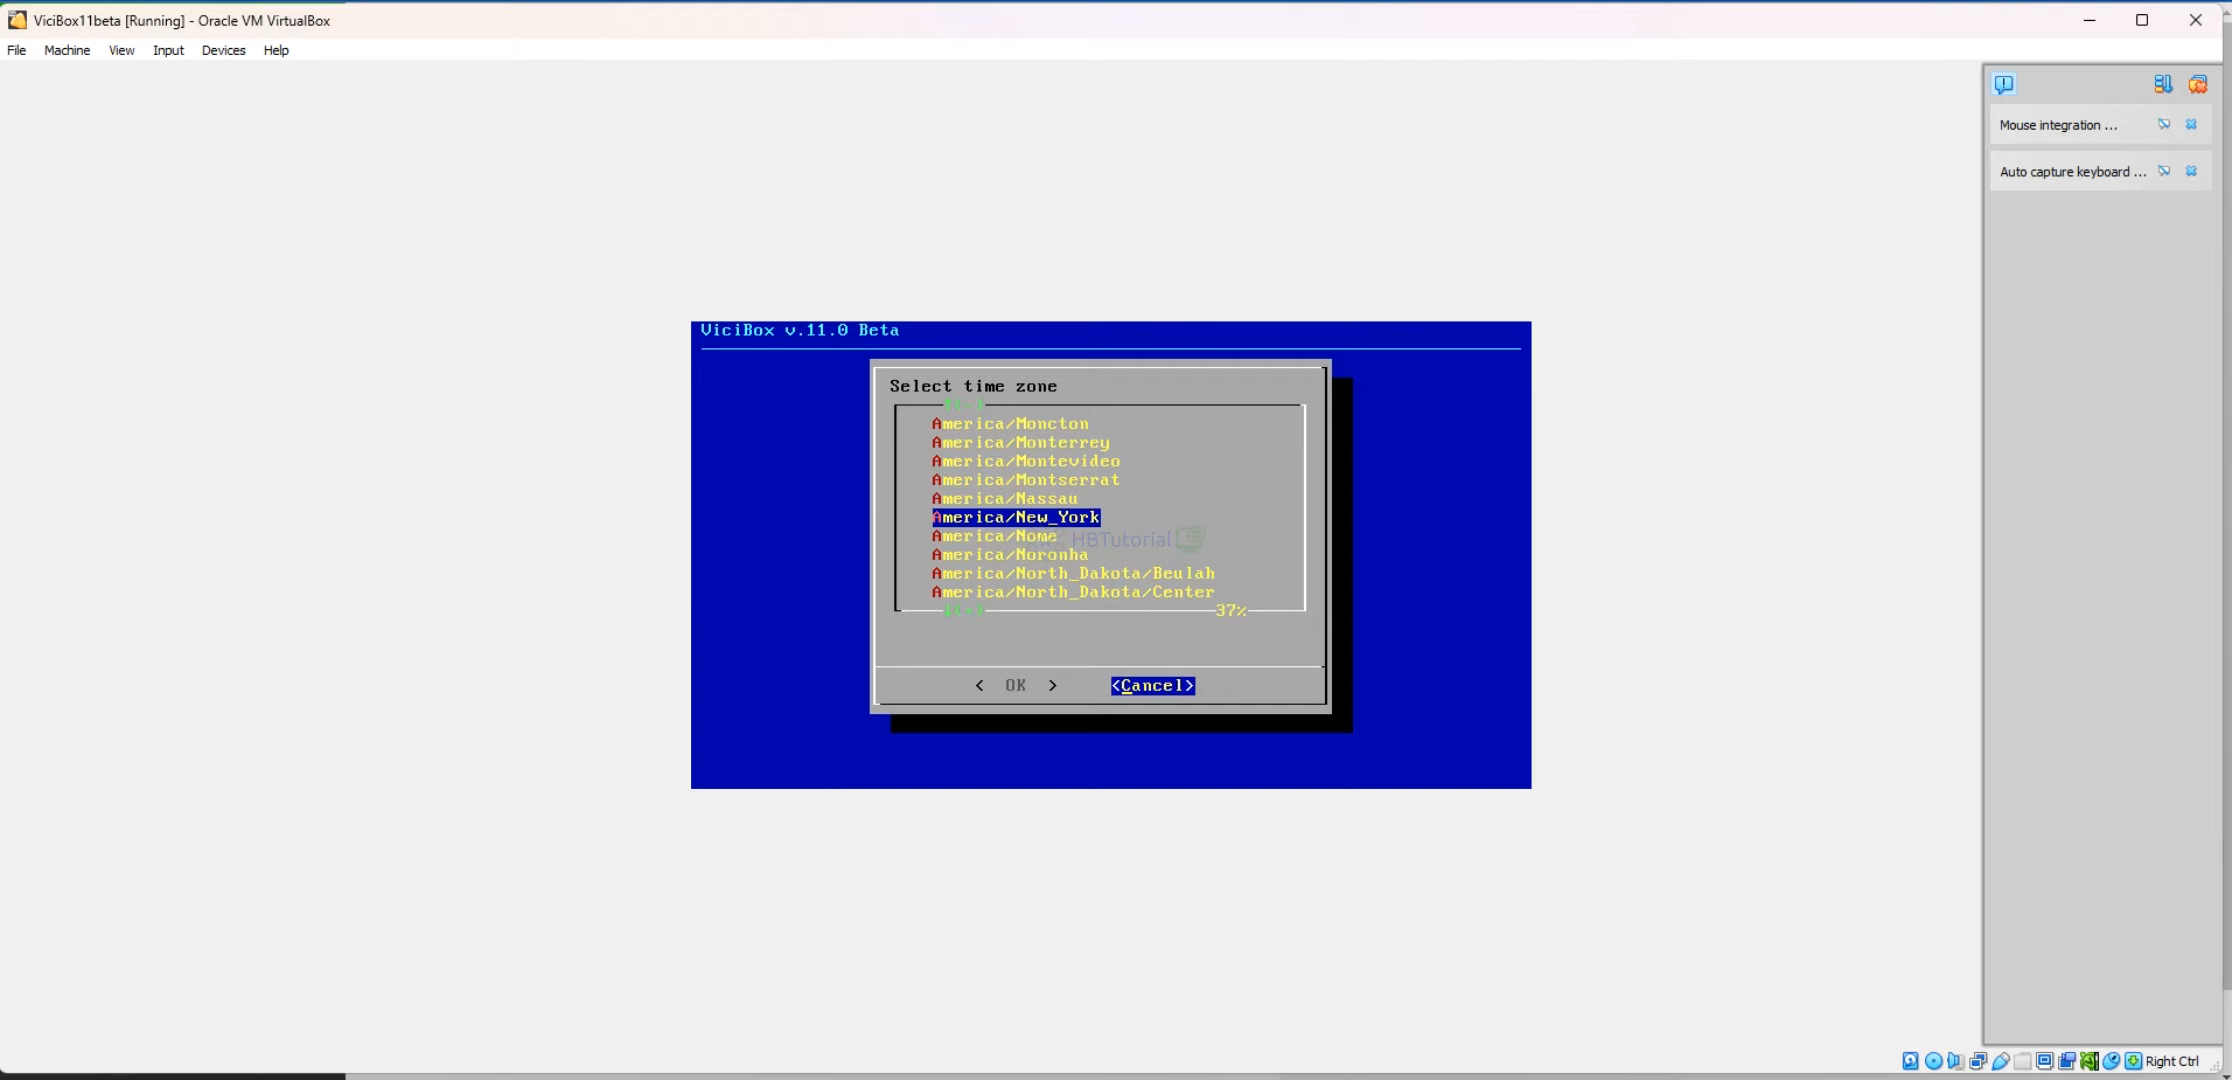 ViciBox11beta [Running] - Oracle VM VirtualBox
File Machine View Input Devices Help
Mouse integration ...
Auto capture keyboard ...
ViciBox v.11.0 Beta
Select time zone
America/Moncton
America/Monterrey
America/Montevideo
America/Montserrat
America/Nassau
America/New_York
America/Nome
HBTutorial
America/Noronha
America/North_Dakota/Beulah
America/North_Dakota/Center
37%
< OK > <Cancel>
Right Ctrl